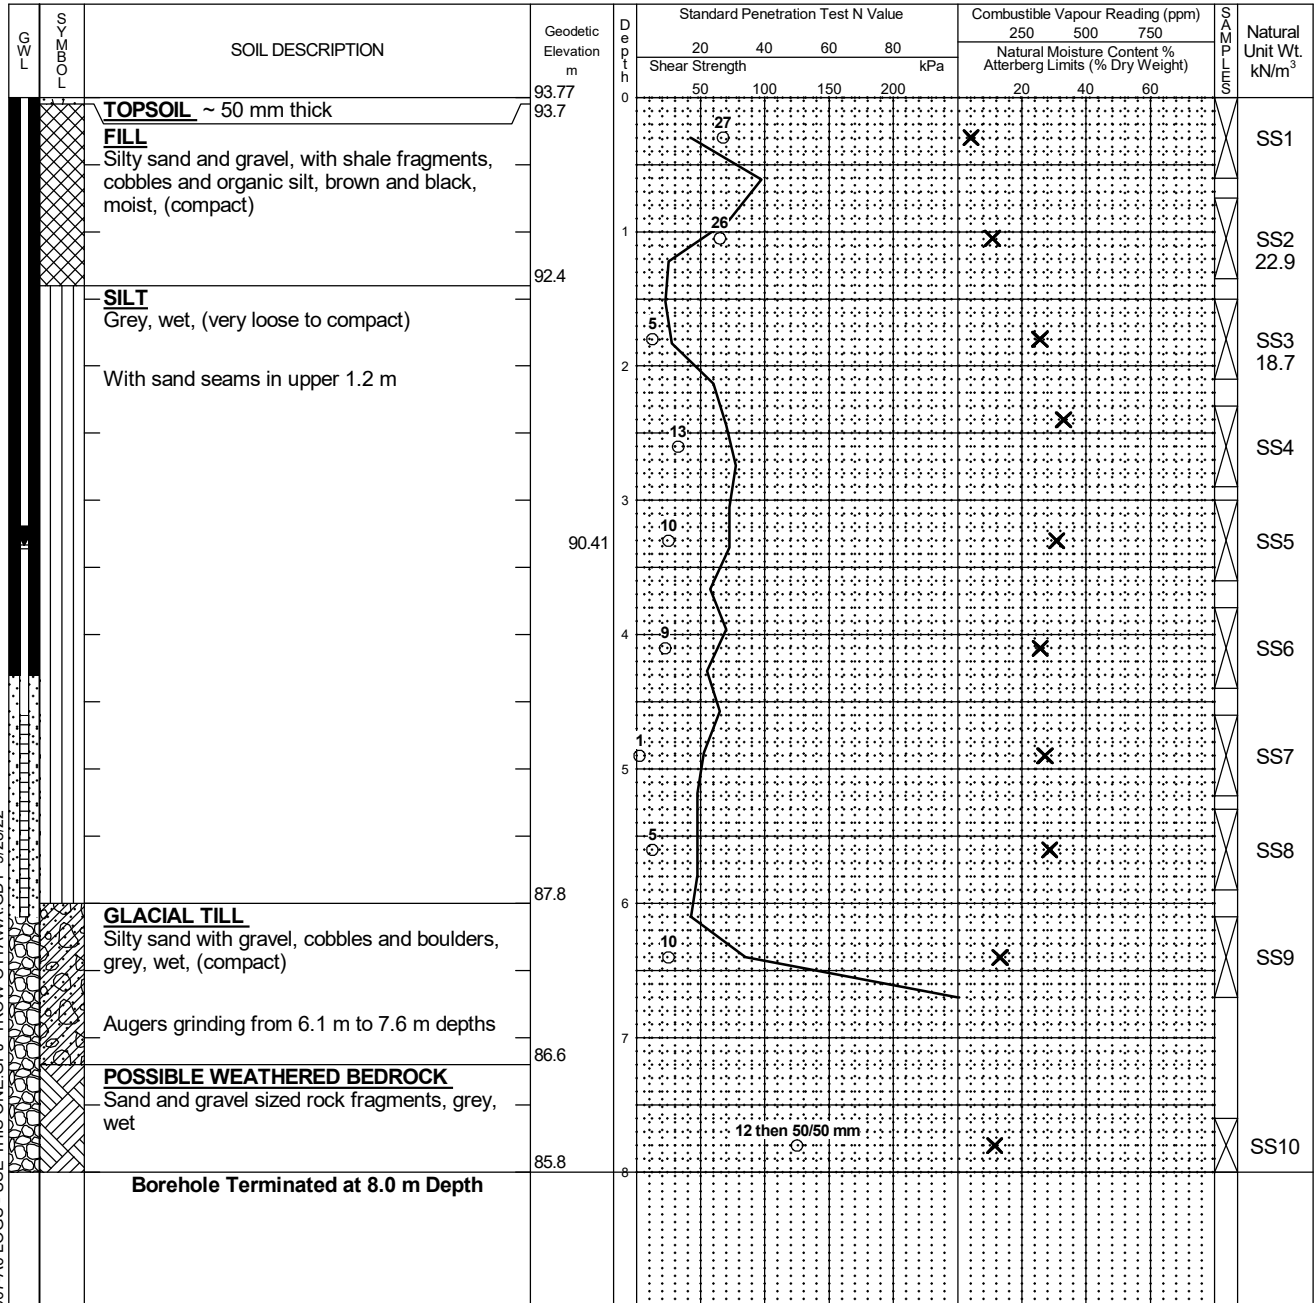 GWL
SYMBOL
SOIL DESCRIPTION
Geodetic
Elevation
m
Depth
Standard Penetration Test N Value
20 40 60 80
Shear Strength kPa
50 100 150 200
Combustible Vapour Reading (ppm)
250 500 750
Natural Moisture Content %
Atterberg Limits (% Dry Weight)
20 40 60
SAMPLES
Natural
Unit Wt.
kN/m³
93.77
0
TOPSOIL ~ 50 mm thick
93.7
FILL
27
SS1
Silty sand and gravel, with shale fragments,
cobbles and organic silt, brown and black,
moist, (compact)
26
1
SS2
22.9
92.4
SILT
Grey, wet, (very loose to compact)
5
SS3
18.7
2
With sand seams in upper 1.2 m
13
SS4
3
90.41
10
SS5
4
9
SS6
1
SS7
5
5
SS8
87.8
6
GLACIAL TILL
Silty sand with gravel, cobbles and boulders,
grey, wet, (compact)
10
SS9
Augers grinding from 6.1 m to 7.6 m depths
7
86.6
POSSIBLE WEATHERED BEDROCK
Sand and gravel sized rock fragments, grey,
wet
12 then 50/50 mm
SS10
85.8
8
Borehole Terminated at 8.0 m Depth